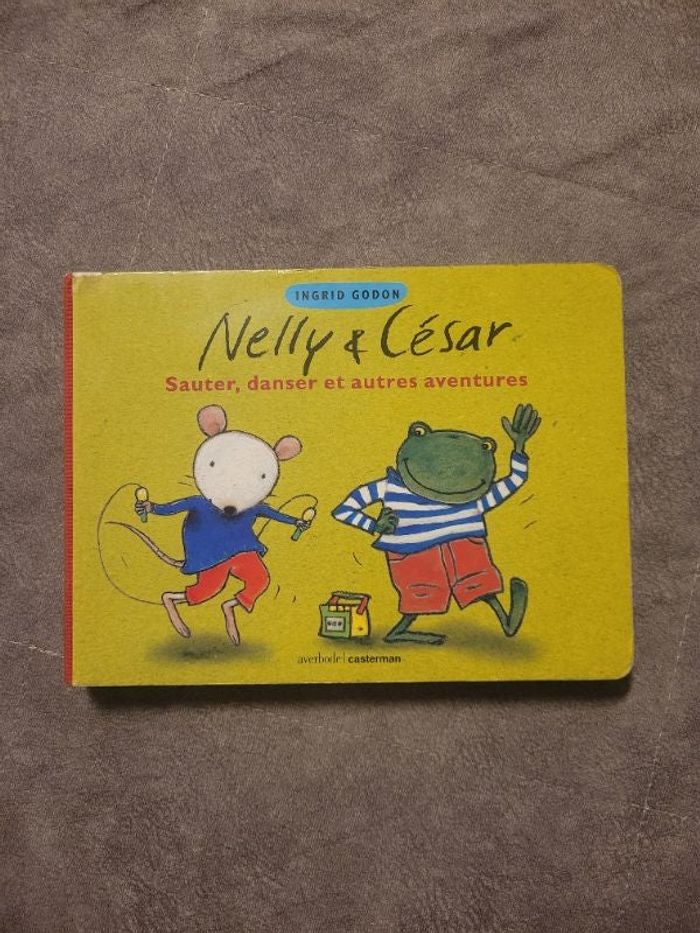 INGRID GODON
Nelly & César
Sauter, danser et autres aventures
averbode | casterman